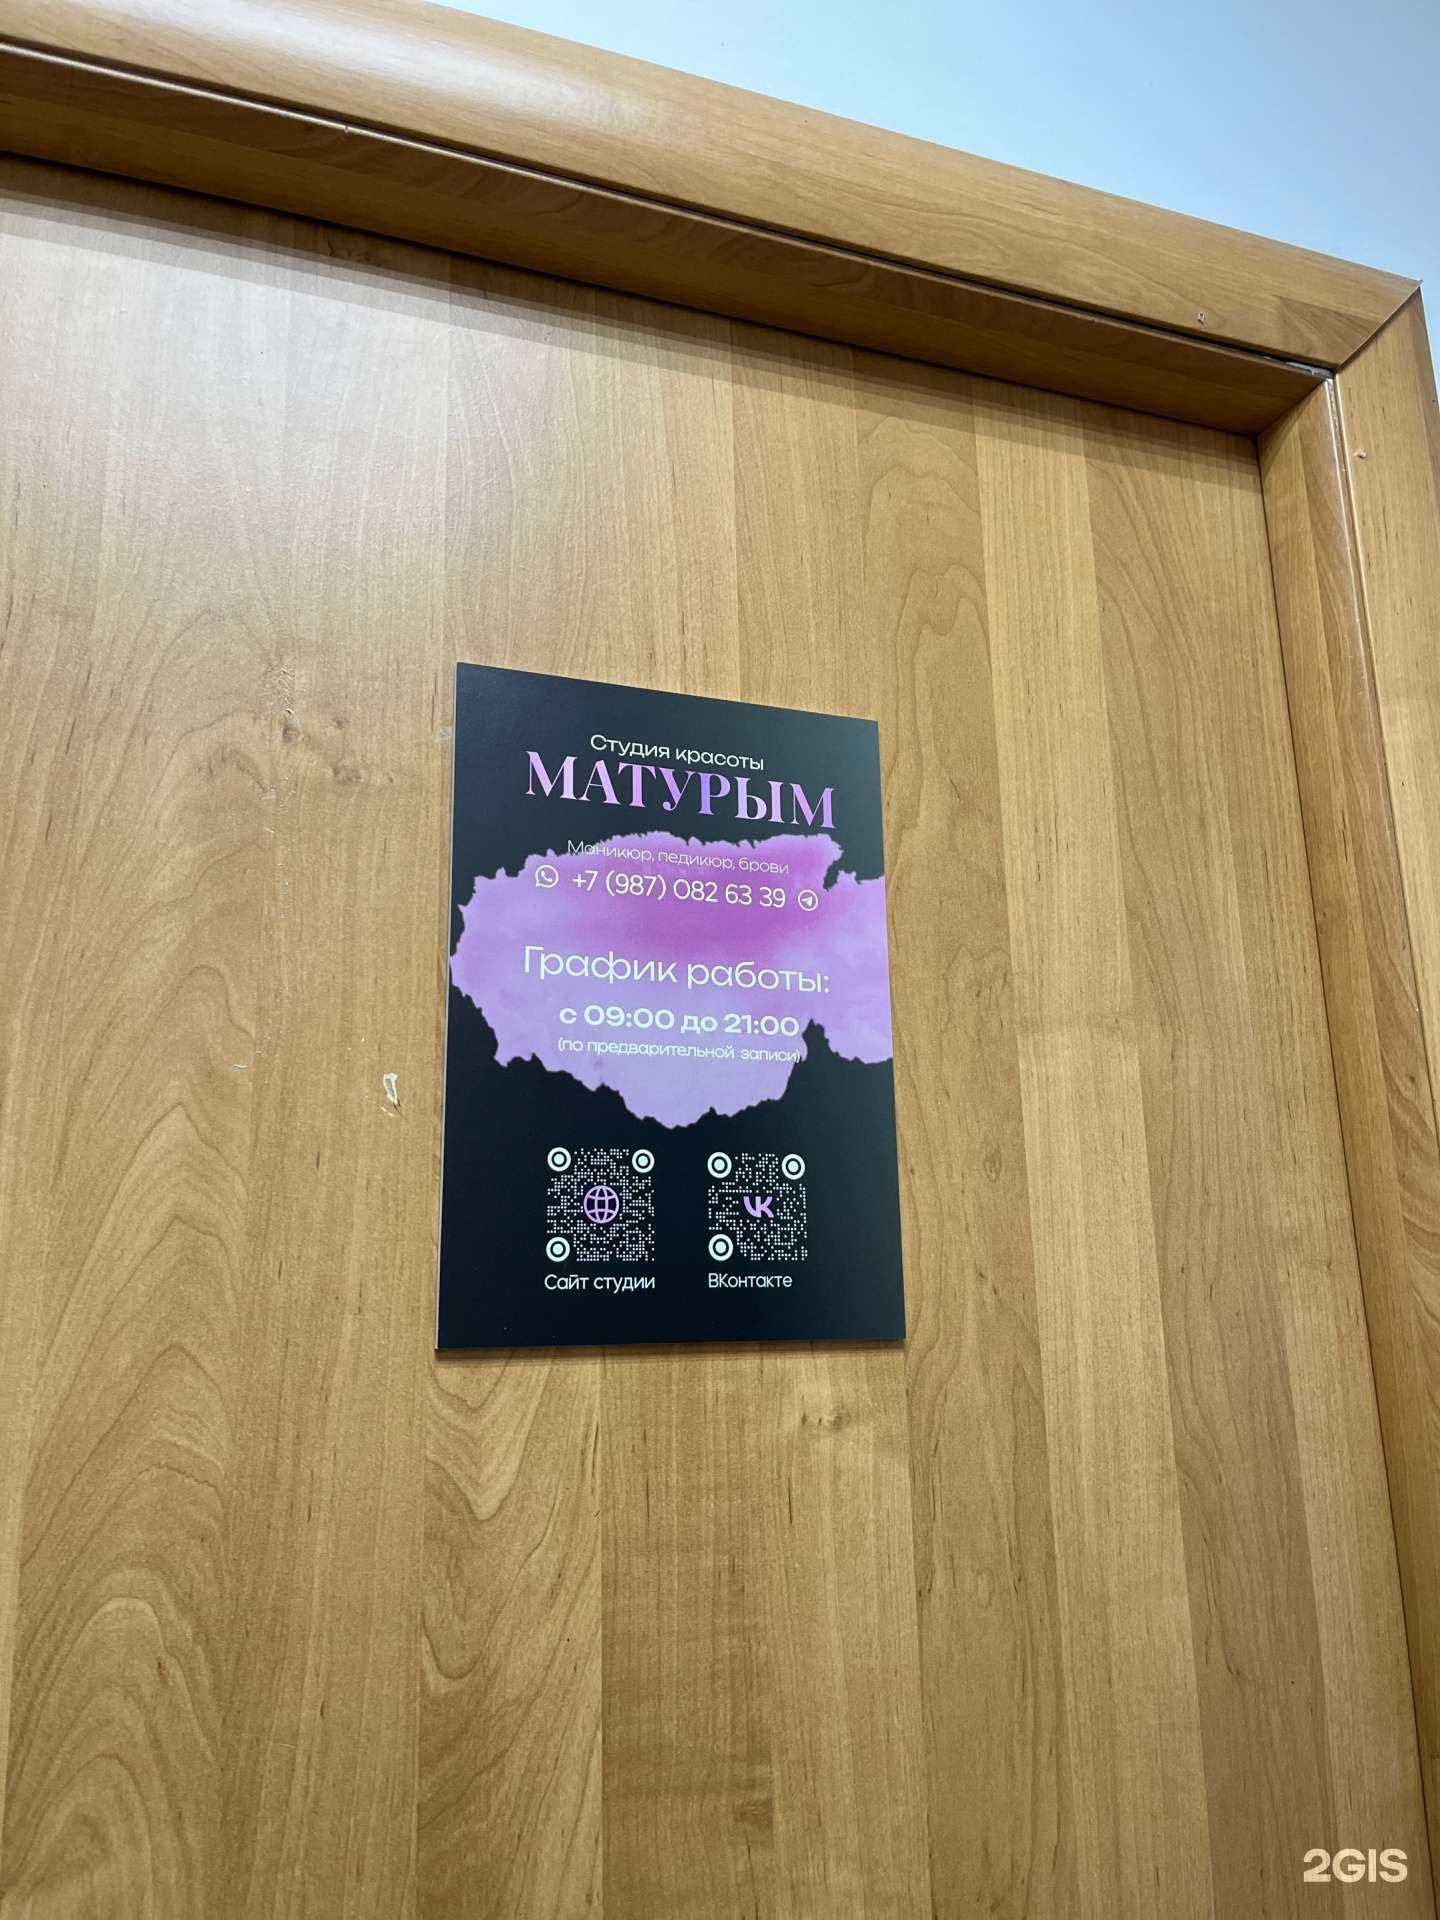 Студия красоты
МАТУРЫМ
Маникюр, педикюр, брови
+7 (987) 082 63 39
График работы:
с 09:00 до 21:00
(по предварительной записи)
VK
Сайт студии
ВКонтакте
2GIS